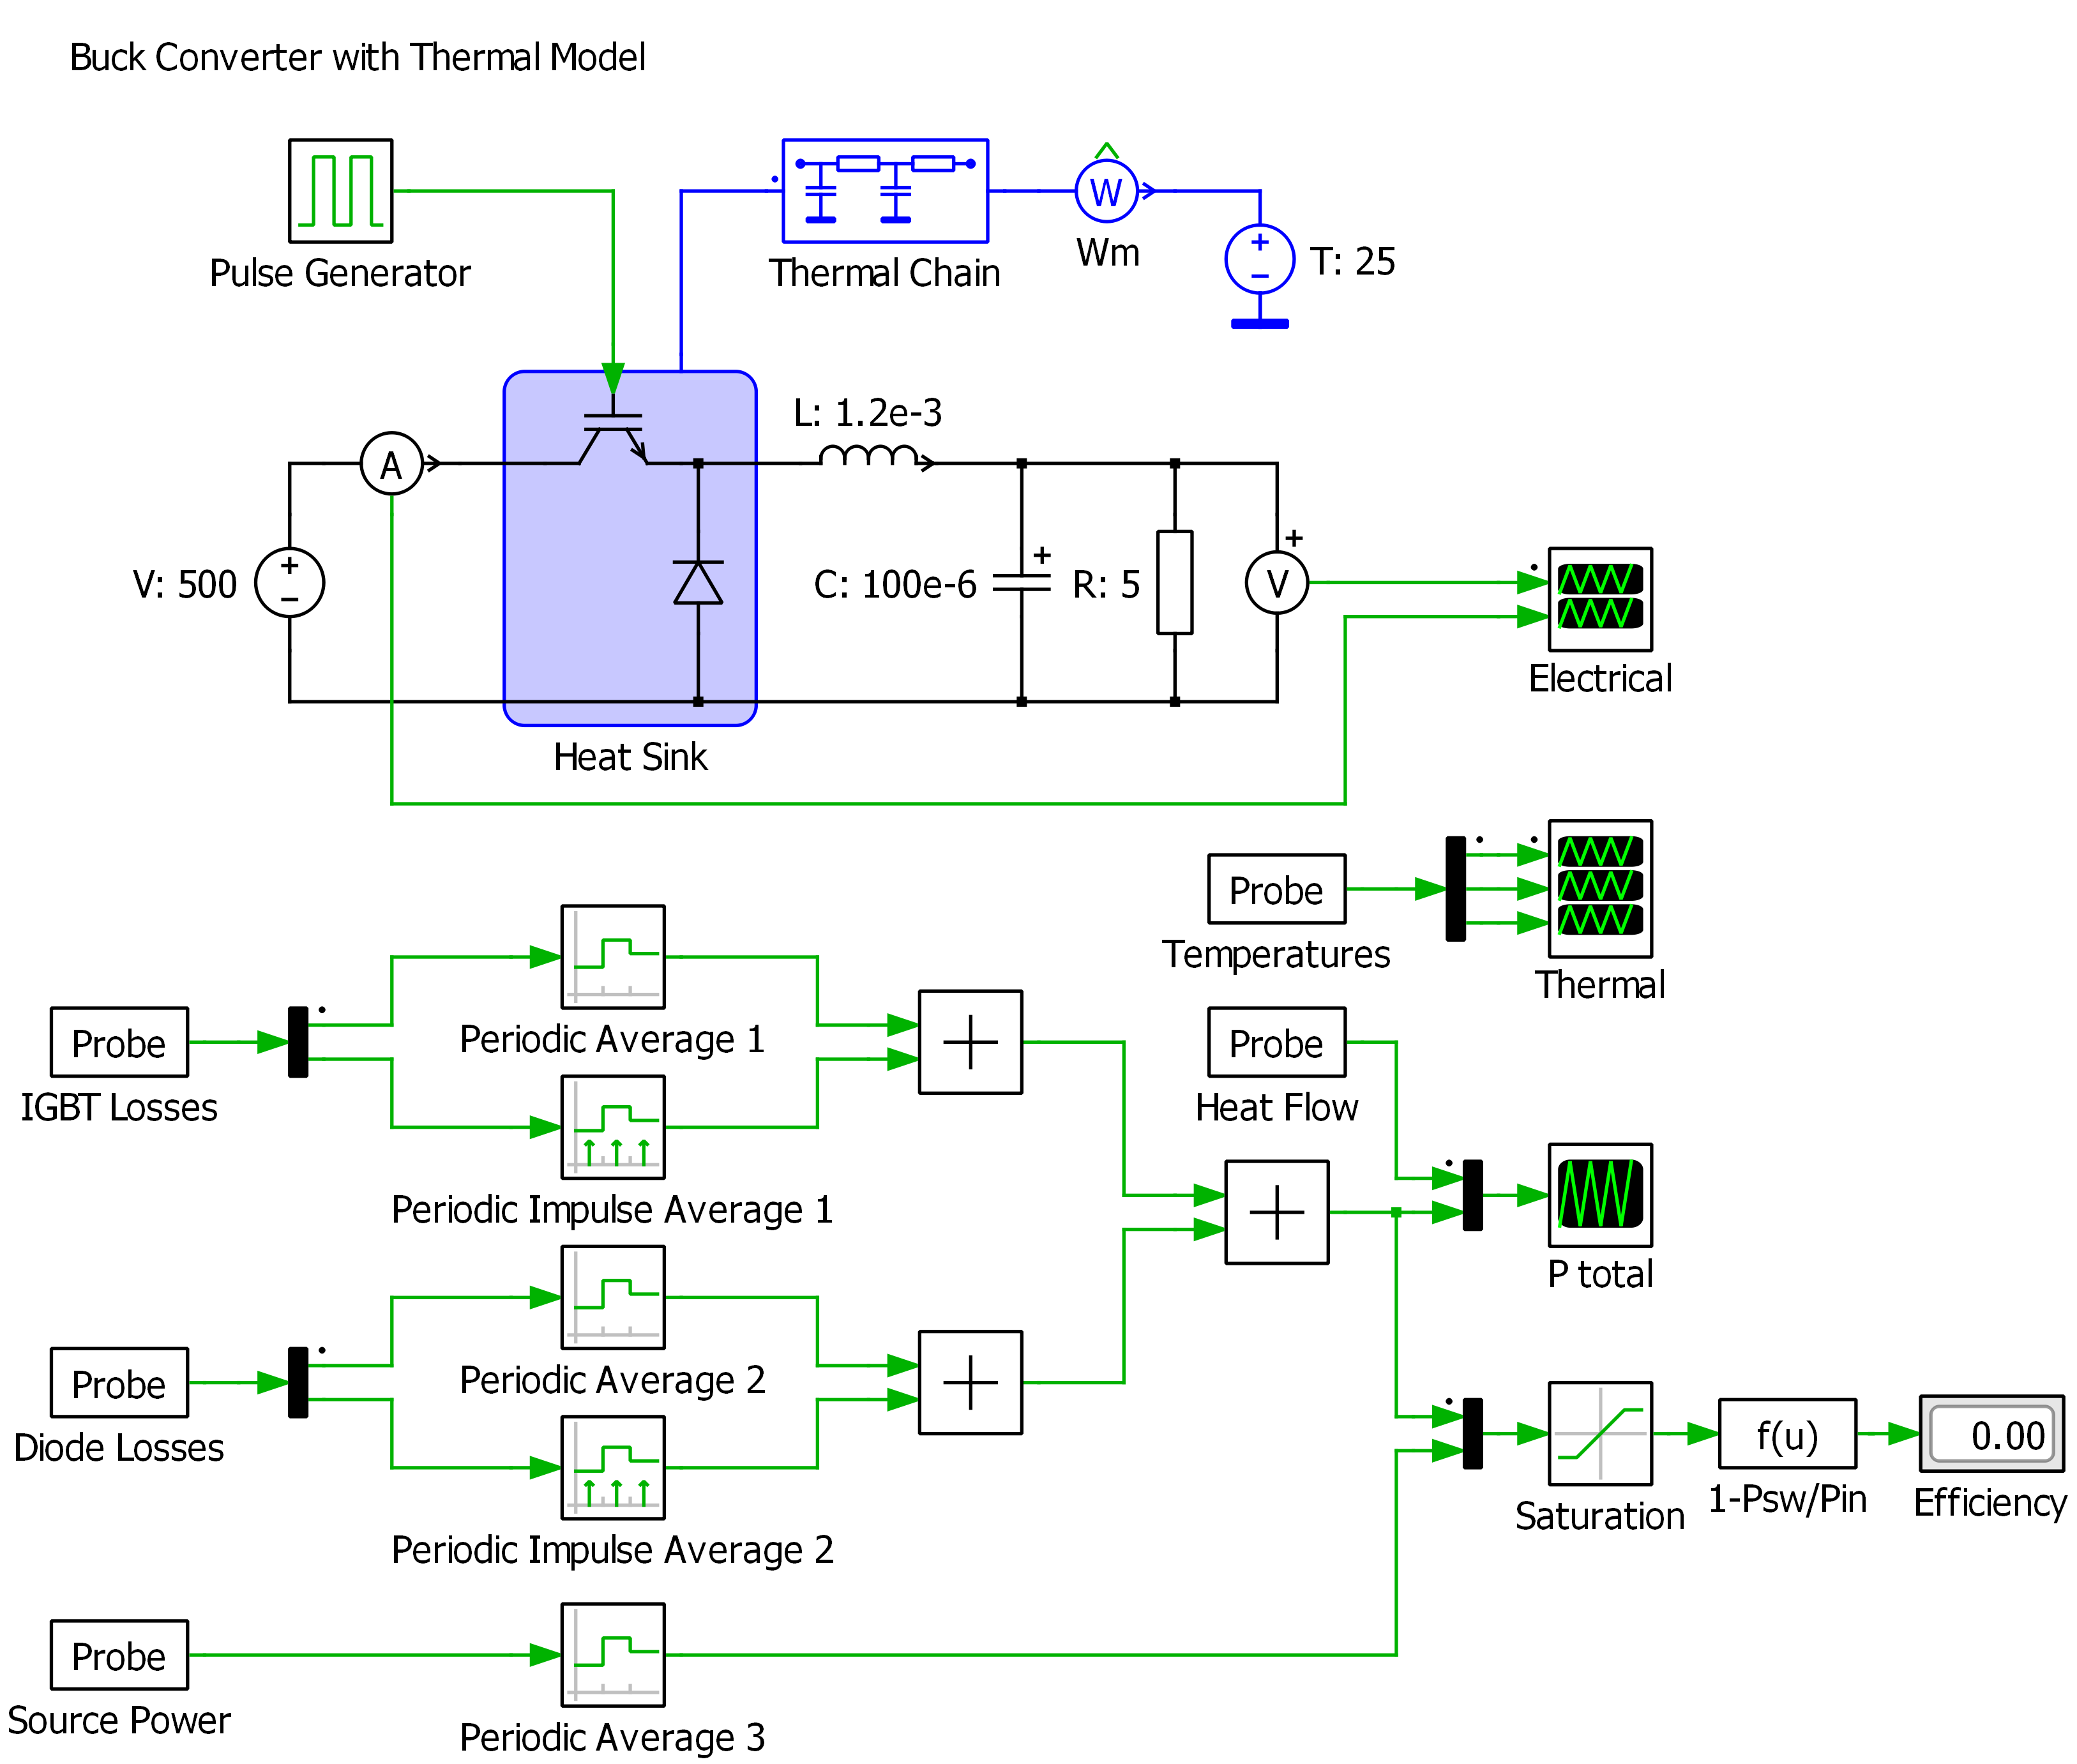 Buck Converter with Thermal Model
Pulse Generator
Thermal Chain
W
Wm
T: 25
A
L: 1.2e-3
V: 500
C: 100e-6
R: 5
V
Electrical
Heat Sink
Probe
Temperatures
Thermal
Probe
IGBT Losses
Periodic Average 1
Periodic Impulse Average 1
Probe
Heat Flow
P total
Probe
Diode Losses
Periodic Average 2
Periodic Impulse Average 2
Saturation
f(u)
1-Psw/Pin
0.00
Efficiency
Probe
Source Power
Periodic Average 3